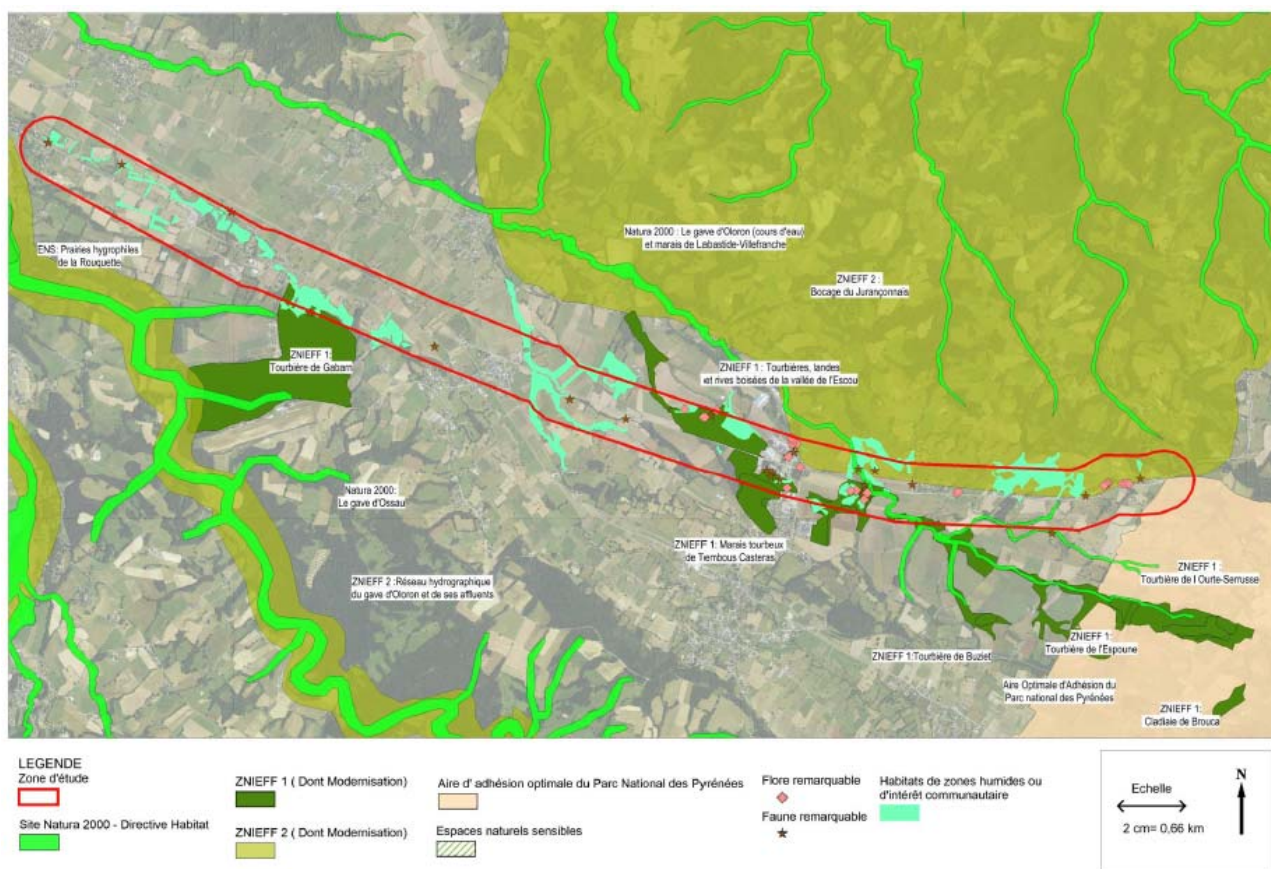 Natura 2000 : Le gave d'Oloron (cours d'eau)
et marais de Labastide-Villefranche
ENS: Prairies hygrophiles
de la Rouquette
ZNIEFF 2 :
Bocage du Jurançonnais
ZNIEFF 1:
Tourbière de Gabarn
ZNIEFF 1 : Tourbières, landes
et rives boisées de la vallée de l'Escou
Natura 2000:
Le gave d'Ossau
ZNIEFF 1: Marais tourbeux
de Tembous Casteras
ZNIEFF 2 :Réseau hydrographique
du gave d'Oloron et de ses affluents
ZNIEFF 1 :
Tourbière de l Ourte-Serrusse
ZNIEFF 1:
Tourbière de l'Espoune
ZNIEFF 1:Tourbière de Buziet
Aire Optimale d'Adhésion du
Parc national des Pyrénées
ZNIEFF 1:
Cladiaie de Brouca
LEGENDE
Zone d'étude
Site Natura 2000 - Directive Habitat
ZNIEFF 1 ( Dont Modernisation)
ZNIEFF 2 ( Dont Modernisation)
Aire d' adhésion optimale du Parc National des Pyrénées
Espaces naturels sensibles
Flore remarquable
Faune remarquable
Habitats de zones humides ou
d'intérêt communautaire
Echelle
2 cm= 0,66 km
N